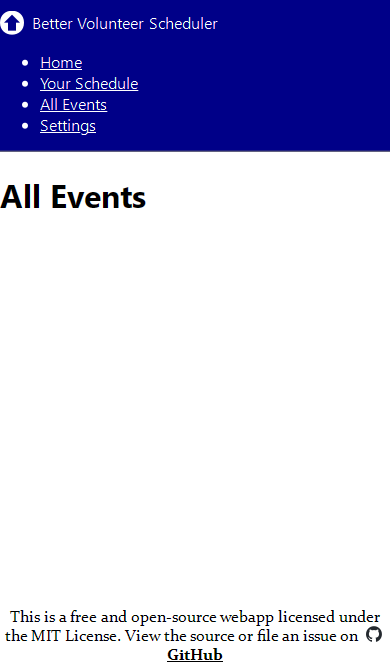 Better Volunteer Scheduler
Home
Your Schedule
All Events
Settings
All Events
This is a free and open-source webapp licensed under
the MIT License. View the source or file an issue on
GitHub